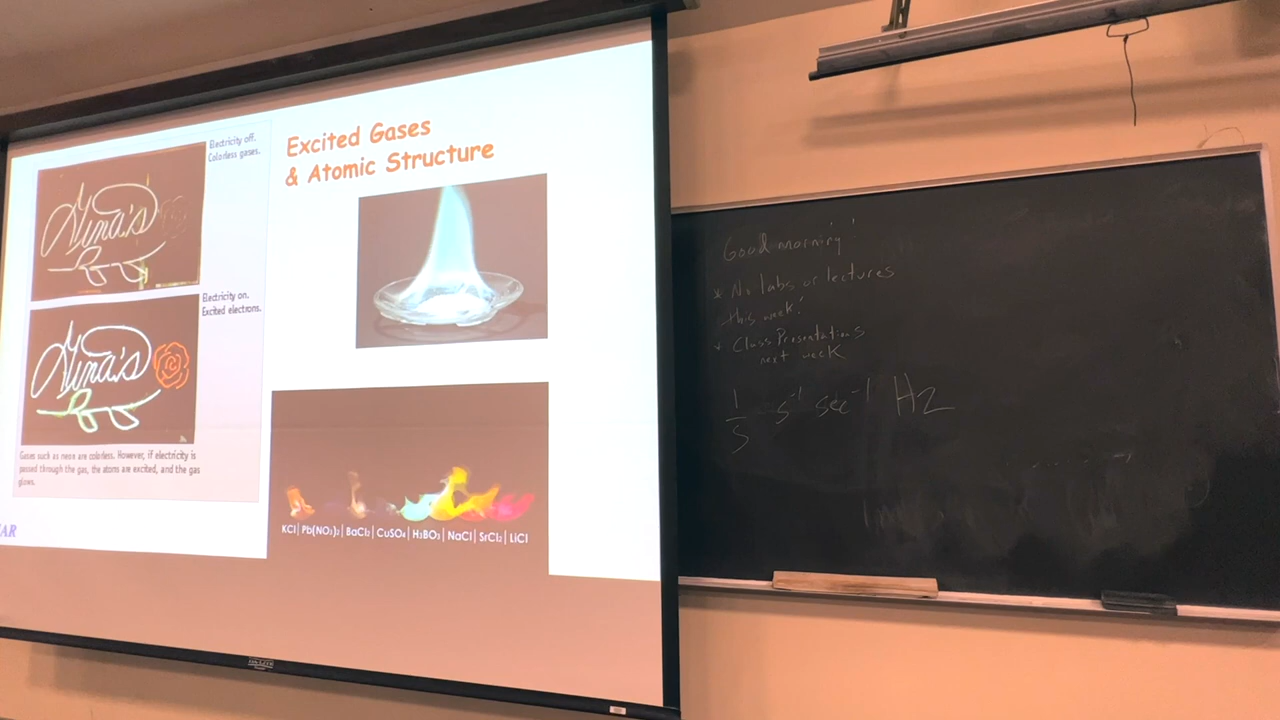 Electricity off.
Colorless gases.
Gina's
Electricity on.
Excited electrons.
Gina's
Gases such as neon are colorless. However, if electricity is
passed through the gas, the atoms are excited, and the gas
glows.
AR
Excited Gases
& Atomic Structure
KCl | Pb(NO3)2 | BaCl2 | CuSO4 | H3BO3 | NaCl | SrCl2 | LiCl
Good morning!
* No labs or lectures
this week!
* Class Presentations
next week
1/s s⁻¹ sec⁻¹ Hz